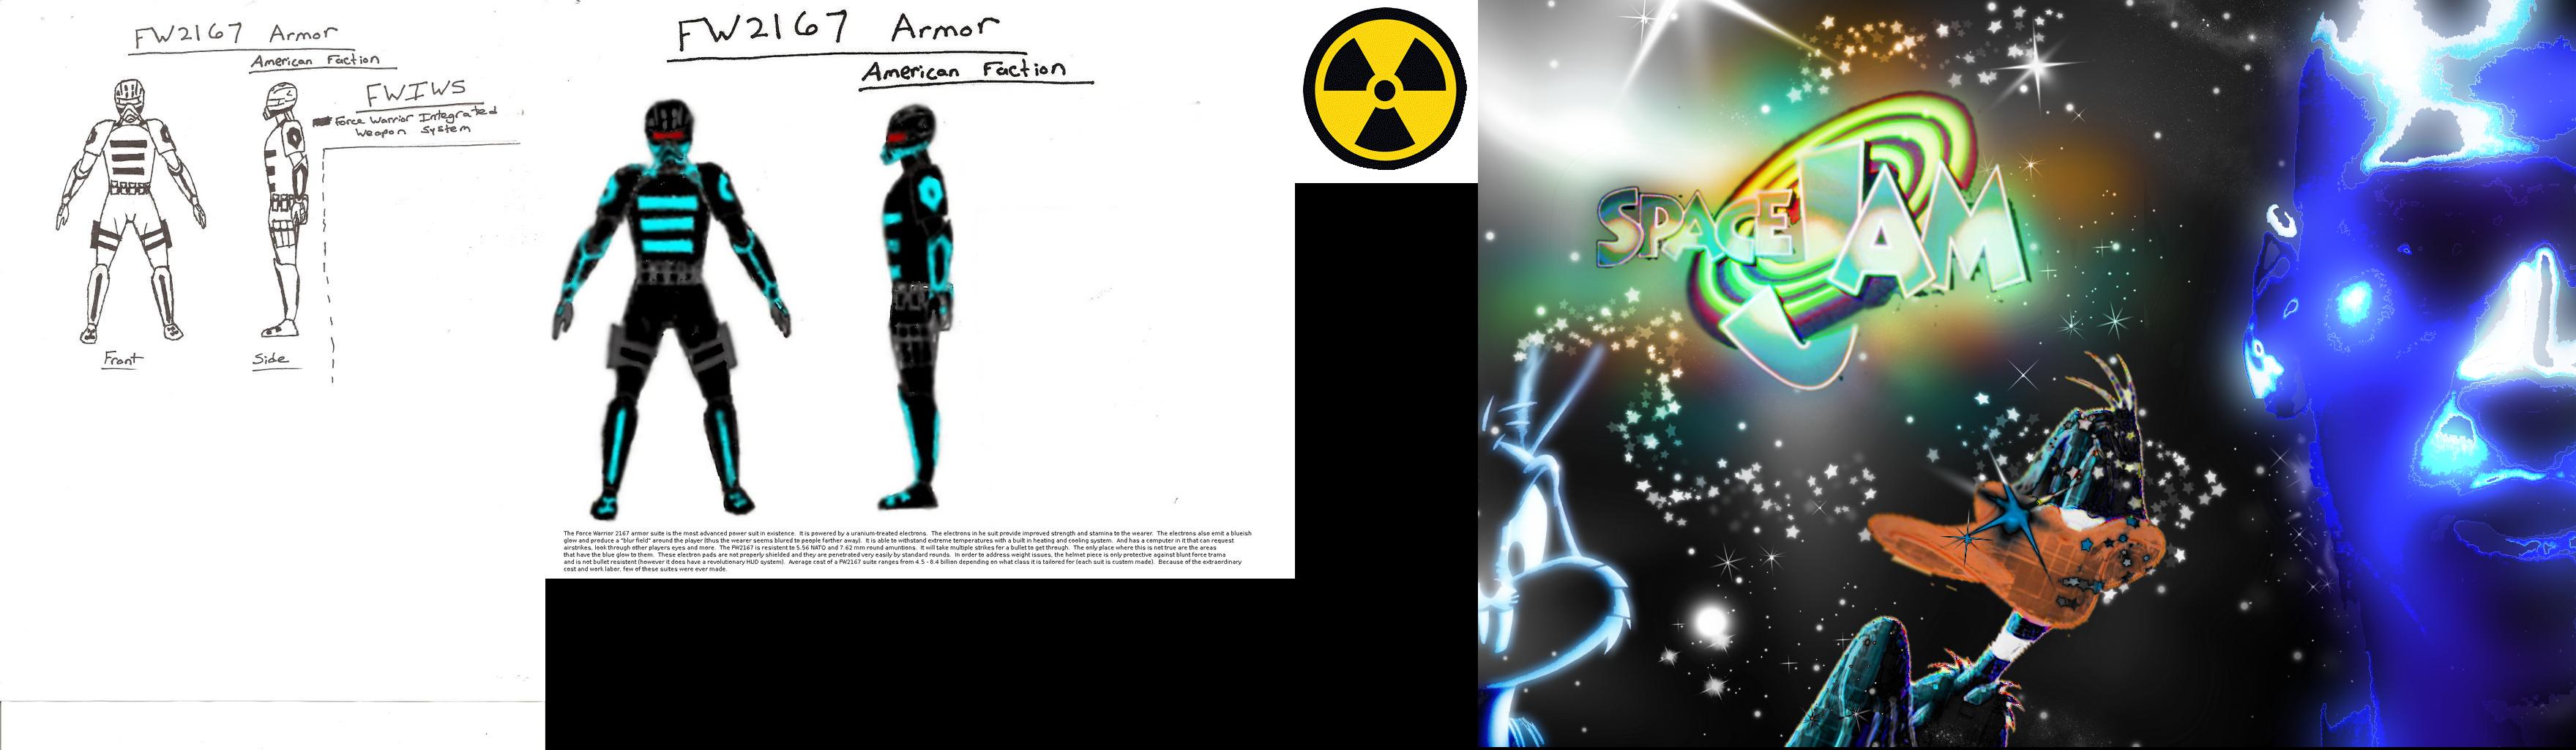 FW2167 Armor
American Faction
FWIWS
Force Warrior Integrated
Weapon System
Front
Side
FW2167 Armor
American Faction
The Force Warrior 2167 armor suite is the most advanced power suit in existence. It is powered by a uranium-treated electrons. The electrons in he suit provide improved strength and stamina to the wearer. The electrons also emit a blueish
glow and produce a "blur field" around the player (thus the wearer seems blured to people farther away). It is able to withstand extreme temperatures with a built in heating and cooling system. And has a computer in it that can request
airstrikes, look through other players eyes and more. The FW2167 is resistent to 5.56 NATO and 7.62 mm round amuntions. It will take multiple strikes for a bullet to get through. The only place where this is not true are the areas
that have the blue glow to them. These electron pads are not properly shielded and they are penetrated very easily by standard rounds. In order to address weight issues, the helmet piece is only protective against blunt force trama
and is not bullet resistent (however it does have a revolutionary HUD system). Average cost of a FW2167 suite ranges from 4.5 - 8.4 billion depending on what class it is tailored for (each suit is custem made). Because of the extraordinary
cost and work labor, few of these suites were ever made.
SPACE JAM